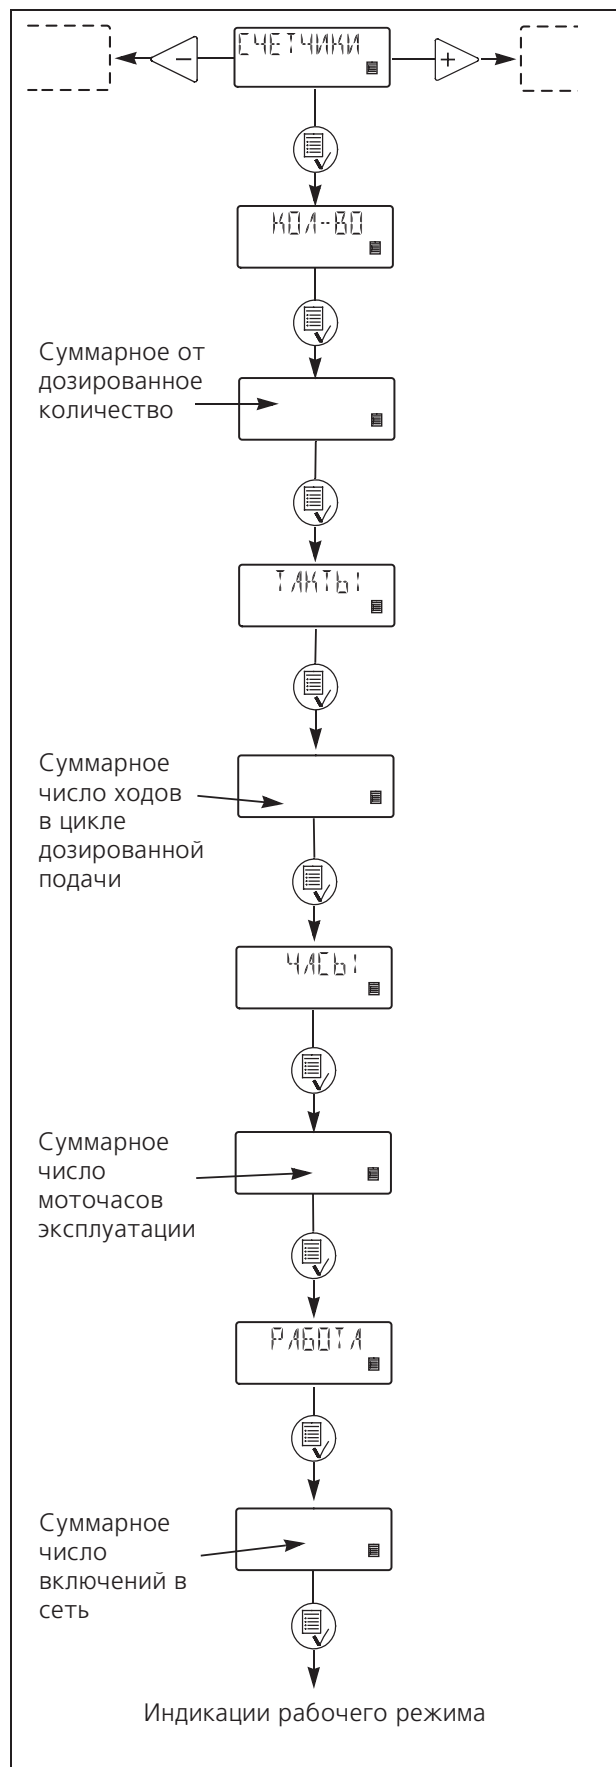 СЧЕТЧИКИ
−
+
КОЛ-ВО
Суммарное от
дозированное
количество
ТАКТЫ
Суммарное
число ходов
в цикле
дозированной
подачи
ЧАСЫ
Суммарное
число
моточасов
эксплуатации
РАБОТА
Суммарное
число
включений в
сеть
Индикации рабочего режима